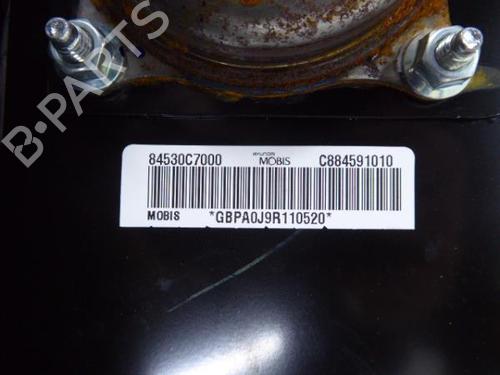 B-PARTS
84530C7000 HYUNDAI MOBIS C884591010
MOBIS *GBPA0J9R110520*